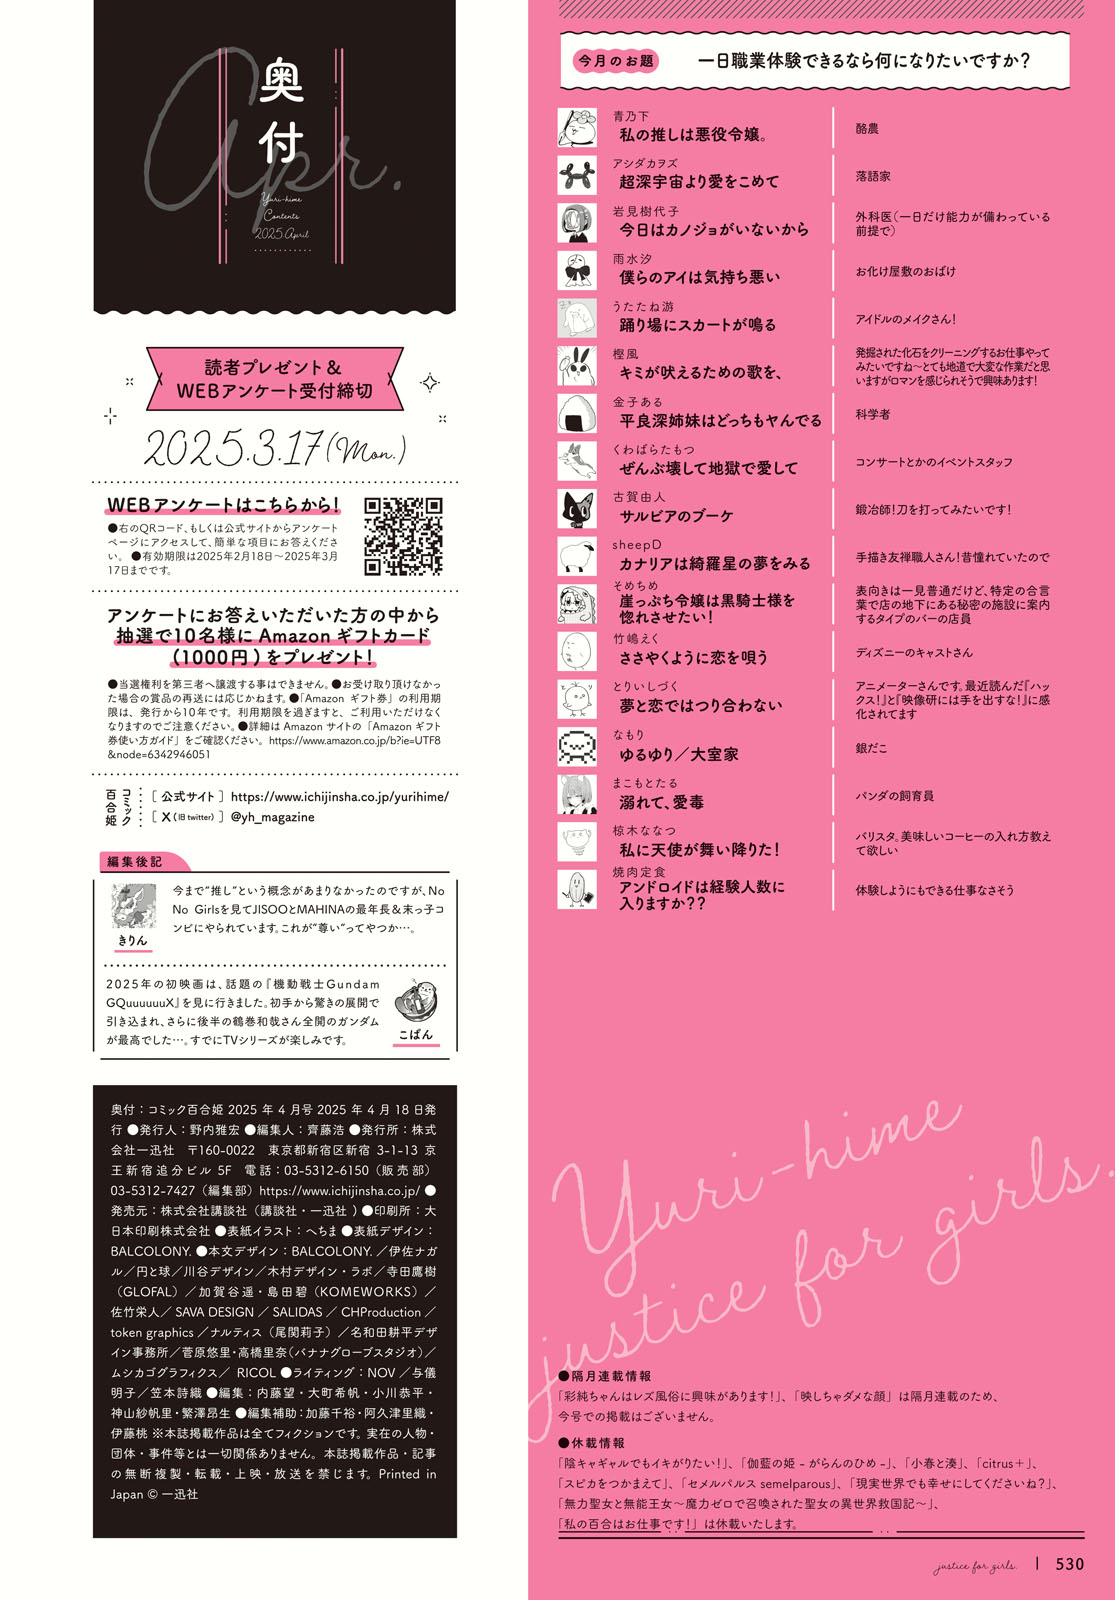 Apr.
奥付
Yuri-hime
Contents
2025.April
読者プレゼント &
WEBアンケート受付締切
2025.3.17(Mon.)
WEBアンケートはこちらから!
●右のQRコード、もしくは公式サイトからアンケート
ページにアクセスして、簡単な項目にお答えくださ
い。 ●有効期限は2025年2月18日〜2025年3月
17日までです。
アンケートにお答えいただいた方の中から
抽選で10名様に Amazon ギフトカード
(1000円)をプレゼント!
●当選権利を第三者へ譲渡する事はできません。●お受け取り頂けなかっ
た場合の賞品の再送には応じかねます。●「Amazon ギフト券」の利用期
限は、発行から10年です。利用期限を過ぎますと、ご利用いただけなく
なりますのでご注意ください。●詳細は Amazon サイトの「Amazon ギフト
券使い方ガイド」をご確認ください。https://www.amazon.co.jp/b?ie=UTF8
&node=6342946051
コミック百合姫
[ 公式サイト ] https://www.ichijinsha.co.jp/yurihime/
[ X(旧 twitter) ] @yh_magazine
編集後記
今まで“推し”という概念があまりなかったのですが、No
No Girlsを見てJISOOとMAHINAの最年長&末っ子コ
ンビにやられています。これが“尊い”ってやつか…。
きりん
2025年の初映画は、話題の『機動戦士Gundam
GQuuuuuuX』を見に行きました。初手から驚きの展開で
引き込まれ、さらに後半の鶴巻和哉さん全開のガンダム
が最高でした…。すでにTVシリーズが楽しみです。
こぱん
奥付:コミック百合姫 2025 年 4 月号 2025 年 4 月 18 日発
行 ●発行人:野内雅宏 ●編集人:齊藤浩 ●発行所:株式
会社一迅社 〒160-0022 東京都新宿区新宿 3-1-13 京
王新宿追分ビル 5F 電話:03-5312-6150(販売部)
03-5312-7427(編集部)https://www.ichijinsha.co.jp/ ●
発売元:株式会社講談社(講談社・一迅社 ) ●印刷所:大
日本印刷株式会社 ●表紙イラスト:へちま ●表紙デザイン:
BALCOLONY. ●本文デザイン:BALCOLONY. /伊佐ナガ
ル/円と球/川谷デザイン/木村デザイン・ラボ/寺田鷹樹
(GLOFAL)/加賀谷遥・島田碧(KOMEWORKS)/
佐竹栄人/ SAVA DESIGN / SALIDAS / CHProduction /
token graphics /ナルティス(尾関莉子)/名和田耕平デザ
イン事務所/菅原悠里・高橋里奈(バナナグローブスタジオ)/
ムシカゴグラフィクス/ RICOL ●ライティング:NOV /与儀
明子/笠本詩織 ●編集:内藤望・大町希帆・小川恭平・
神山紗帆里・繁澤昂生 ●編集補助:加藤千裕・阿久津里織・
伊藤桃 ※本誌掲載作品は全てフィクションです。実在の人物・
団体・事件等とは一切関係ありません。本誌掲載作品・記事
の無断複製・転載・上映・放送を禁じます。Printed in
Japan © 一迅社
今月のお題
一日職業体験できるなら何になりたいですか?
青乃下
私の推しは悪役令嬢。
酪農
アシダカヲズ
超深宇宙より愛をこめて
落語家
岩見樹代子
今日はカノジョがいないから
外科医(一日だけ能力が備わっている
前提で)
雨水汐
僕らのアイは気持ち悪い
お化け屋敷のおばけ
うたたね游
踊り場にスカートが鳴る
アイドルのメイクさん!
樫風
キミが吠えるための歌を、
発掘された化石をクリーニングするお仕事やって
みたいですね〜とても地道で大変な作業だと思
いますがロマンを感じられそうで興味あります!
金子ある
平良深姉妹はどっちもヤんでる
科学者
くわばらたもつ
ぜんぶ壊して地獄で愛して
コンサートとかのイベントスタッフ
古賀由人
サルビアのブーケ
鍛冶師!刀を打ってみたいです!
sheepD
カナリアは綺羅星の夢をみる
手描き友禅職人さん!昔憧れていたので
そめちめ
崖っぷち令嬢は黒騎士様を
惚れさせたい!
表向きは一見普通だけど、特定の合言
葉で店の地下にある秘密の施設に案内
するタイプのバーの店員
竹嶋えく
ささやくように恋を唄う
ディズニーのキャストさん
とりいしづく
夢と恋ではつり合わない
アニメーターさんです。最近読んだ『ハッ
クス!』と『映像研には手を出すな!』に感
化されてます
なもり
ゆるゆり/大室家
銀だこ
まこもとたる
溺れて、愛毒
パンダの飼育員
椋木ななつ
私に天使が舞い降りた!
バリスタ。美味しいコーヒーの入れ方教え
て欲しい
焼肉定食
アンドロイドは経験人数に
入りますか??
体験しようにもできる仕事なさそう
Yuri-hime
justice for girls.
●隔月連載情報
「彩純ちゃんはレズ風俗に興味があります!」、「映しちゃダメな顔」は隔月連載のため、
今号での掲載はございません。
●休載情報
「陰キャギャルでもイキがりたい!」、「伽藍の姫 – がらんのひめ –」、「小春と湊」、「citrus+」、
「スピカをつかまえて」、「セメルパルス semelparous」、「現実世界でも幸せにしてくださいね?」、
「無力聖女と無能王女〜魔力ゼロで召喚された聖女の異世界救国記〜」、
「私の百合はお仕事です!」は休載いたします。
justice for girls. | 530